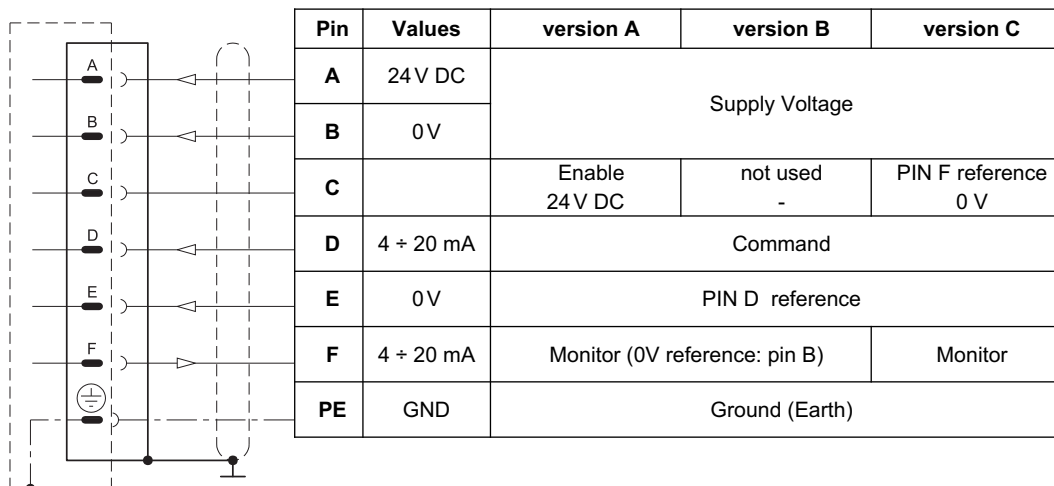 Pin Values version A version B version C
A 24 V DC Supply Voltage
B 0 V
C Enable 24 V DC not used - PIN F reference 0 V
D 4 ÷ 20 mA Command
E 0 V PIN D reference
F 4 ÷ 20 mA Monitor (0V reference: pin B) Monitor
PE GND Ground (Earth)
A
B
C
D
E
F